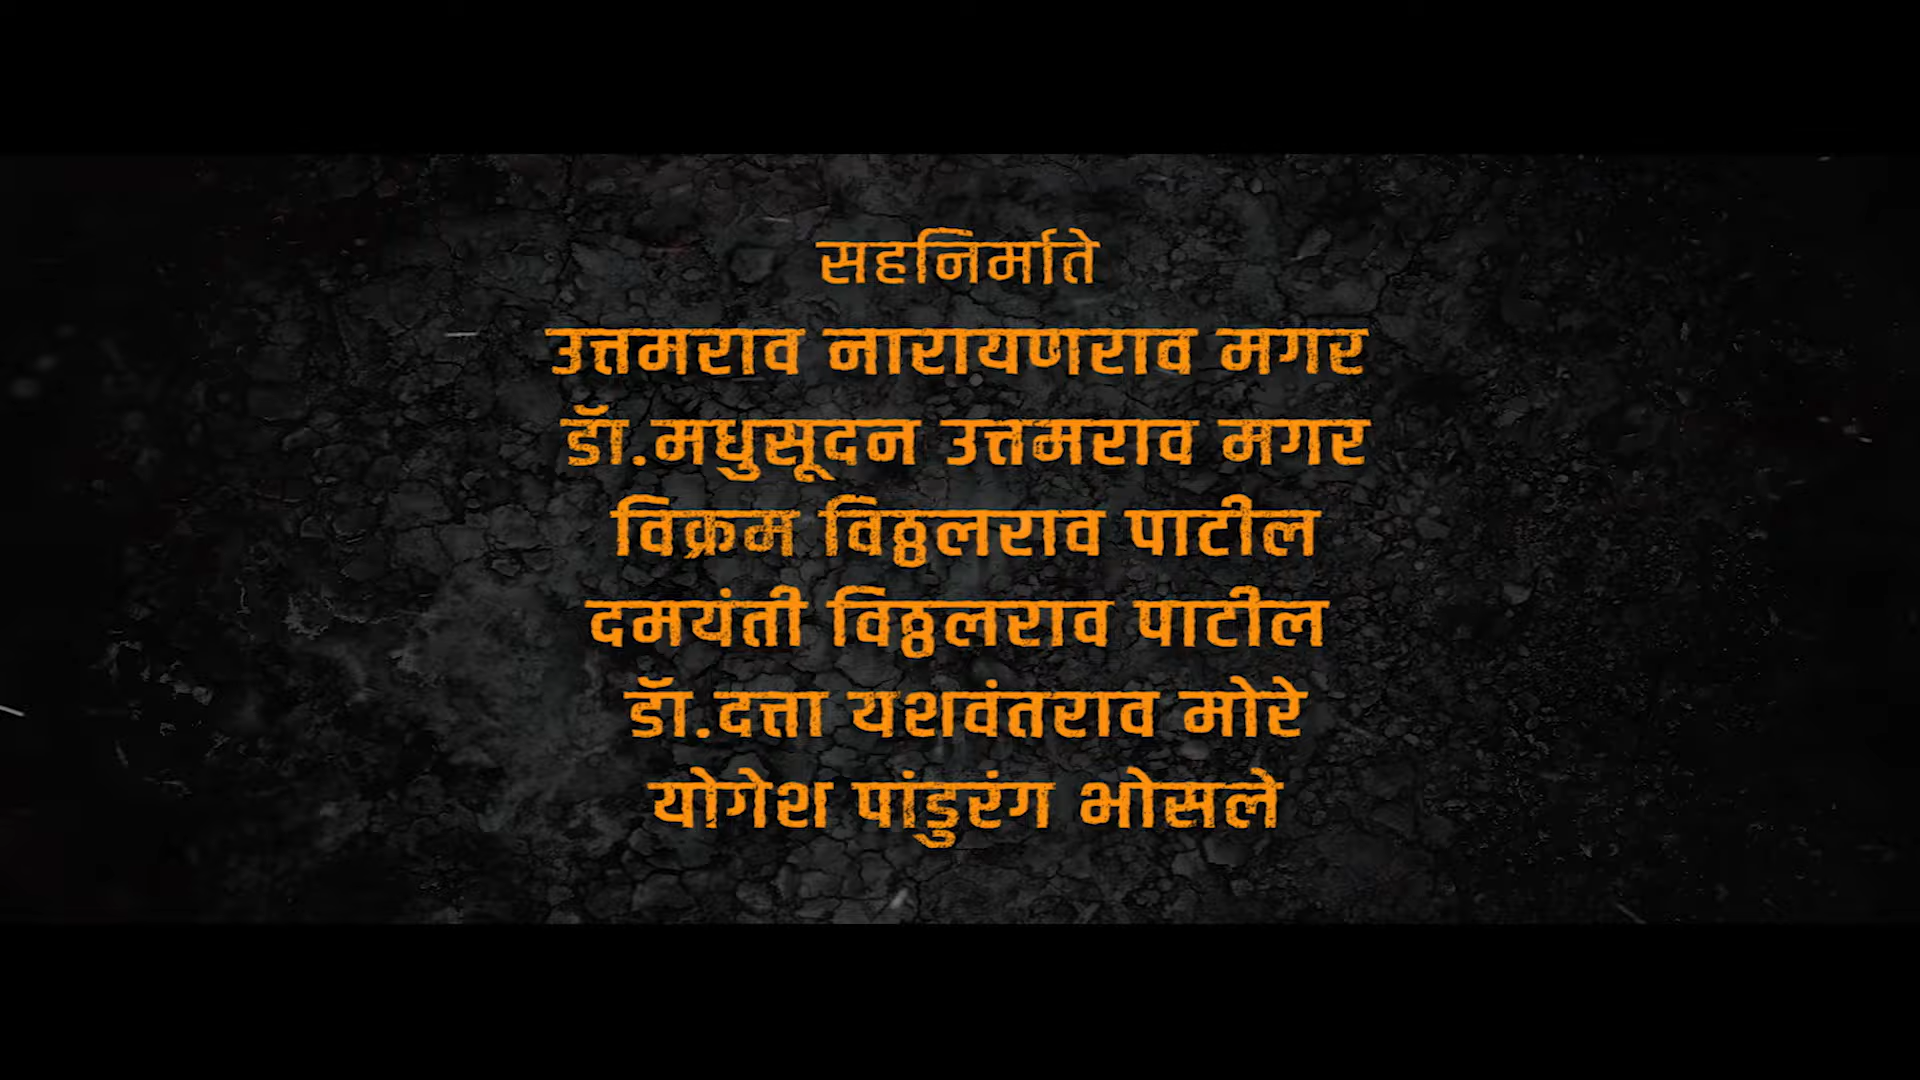 सहनिर्माते
उत्तमराव नारायणराव मगर
डॉ.मधुसूदन उत्तमराव मगर
विक्रम विठ्ठलराव पाटील
दमयंती विठ्ठलराव पाटील
डॉ.दत्ता यशवंतराव मोरे
योगेश पांडुरंग भोसले